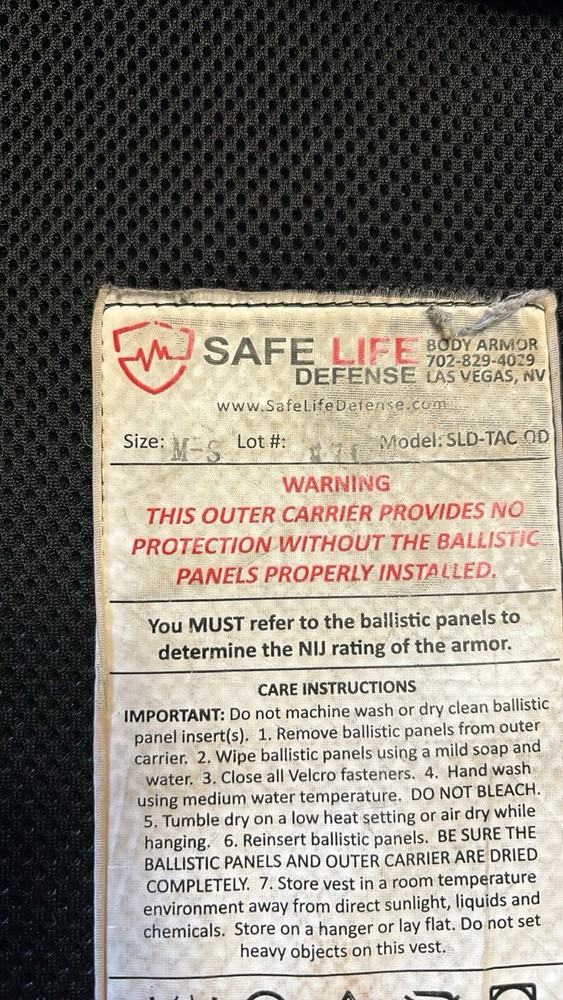 SAFE LIFE
DEFENSE
BODY ARMOR
702-829-4029
LAS VEGAS, NV
www.SafeLifeDefense.com
Size: M-S Lot #: Model: SLD-TAC OD
WARNING
THIS OUTER CARRIER PROVIDES NO
PROTECTION WITHOUT THE BALLISTIC
PANELS PROPERLY INSTALLED.
You MUST refer to the ballistic panels to
determine the NIJ rating of the armor.
CARE INSTRUCTIONS
IMPORTANT: Do not machine wash or dry clean ballistic
panel insert(s). 1. Remove ballistic panels from outer
carrier. 2. Wipe ballistic panels using a mild soap and
water. 3. Close all Velcro fasteners. 4. Hand wash
using medium water temperature. DO NOT BLEACH.
5. Tumble dry on a low heat setting or air dry while
hanging. 6. Reinsert ballistic panels. BE SURE THE
BALLISTIC PANELS AND OUTER CARRIER ARE DRIED
COMPLETELY. 7. Store vest in a room temperature
environment away from direct sunlight, liquids and
chemicals. Store on a hanger or lay flat. Do not set
heavy objects on this vest.